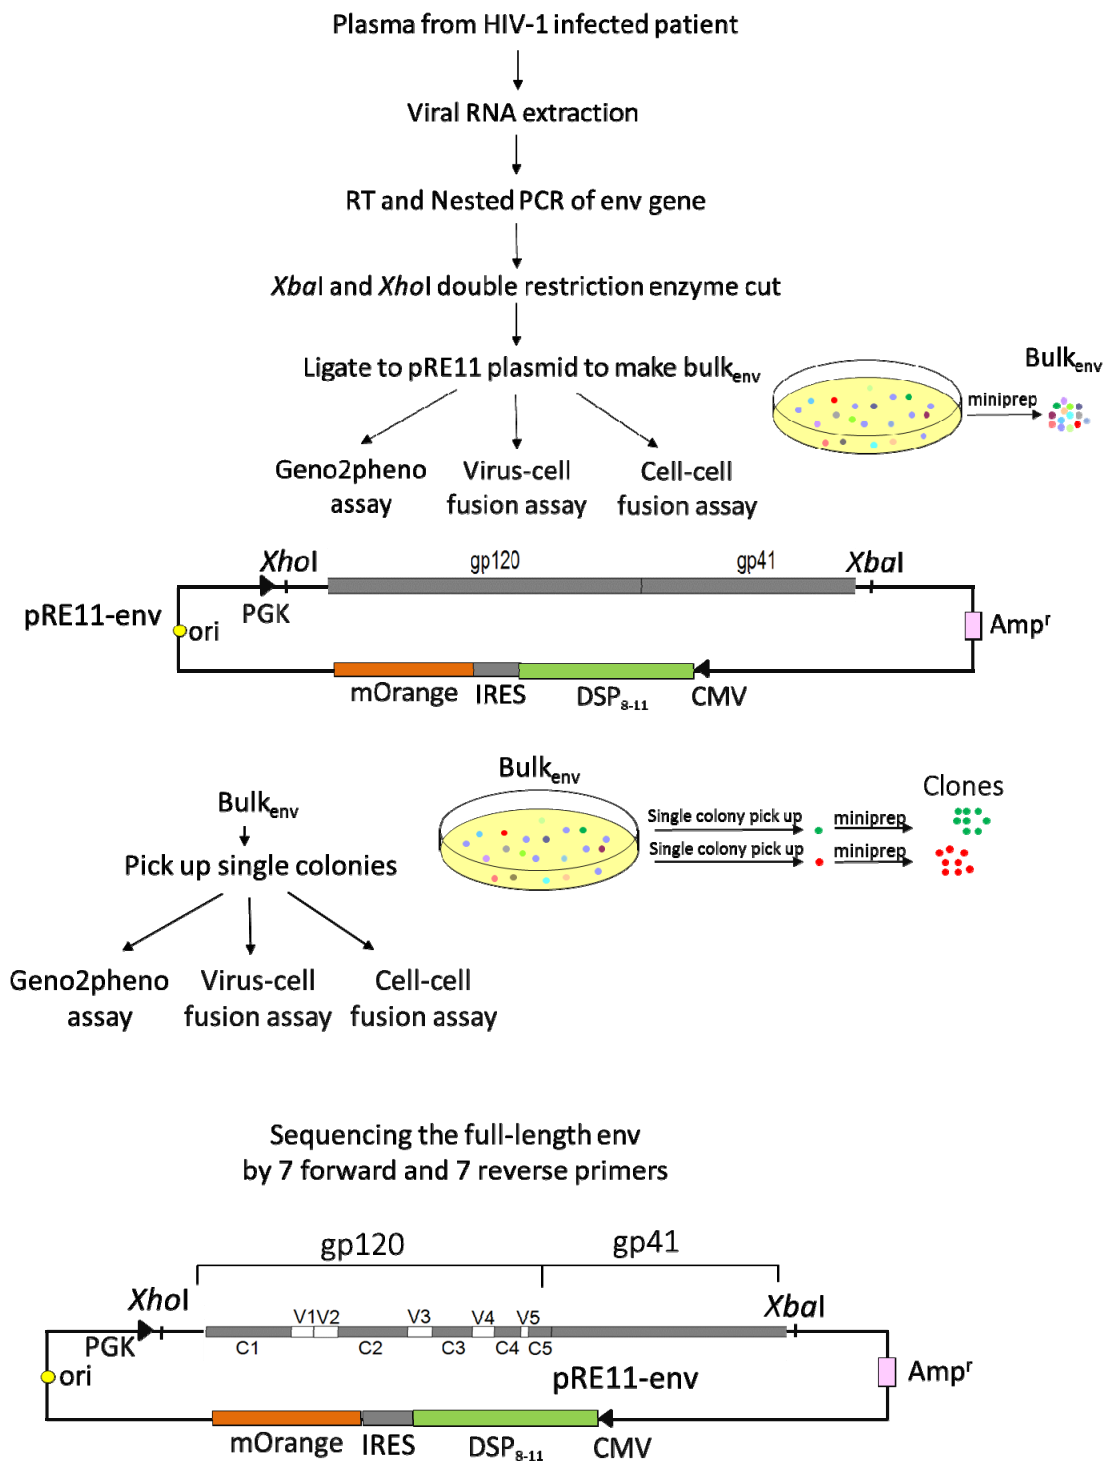 Plasma from HIV-1 infected patient
Viral RNA extraction
RT and Nested PCR of env gene
XbaI and XhoI double restriction enzyme cut
Ligate to pRE11 plasmid to make bulkenv
Bulkenv
miniprep
Geno2pheno assay
Virus-cell fusion assay
Cell-cell fusion assay
XhoI
gp120
gp41
XbaI
PGK
pRE11-env
ori
Ampr
mOrange
IRES
DSP8-11
CMV
Bulkenv
Pick up single colonies
Bulkenv
Single colony pick up
miniprep
Single colony pick up
miniprep
Clones
Geno2pheno assay
Virus-cell fusion assay
Cell-cell fusion assay
Sequencing the full-length env
by 7 forward and 7 reverse primers
gp120
gp41
XhoI
V1
V2
V3
V4
V5
XbaI
PGK
C1
C2
C3
C4
C5
ori
pRE11-env
Ampr
mOrange
IRES
DSP8-11
CMV